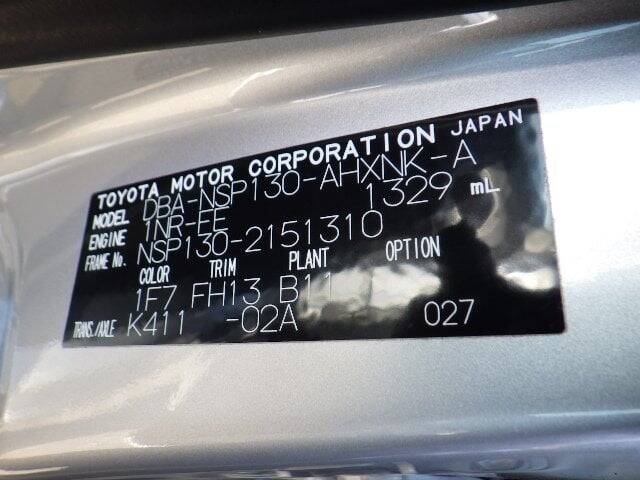 TOYOTA MOTOR CORPORATION JAPAN
MODEL DBA-NSP130-AHXNK-A
ENGINE 1NR-FE 1329 mL
FRAME No. NSP130-2151310
COLOR TRIM PLANT OPTION
1F7 FH13 B11
TRANS./AXLE K411 -02A 027